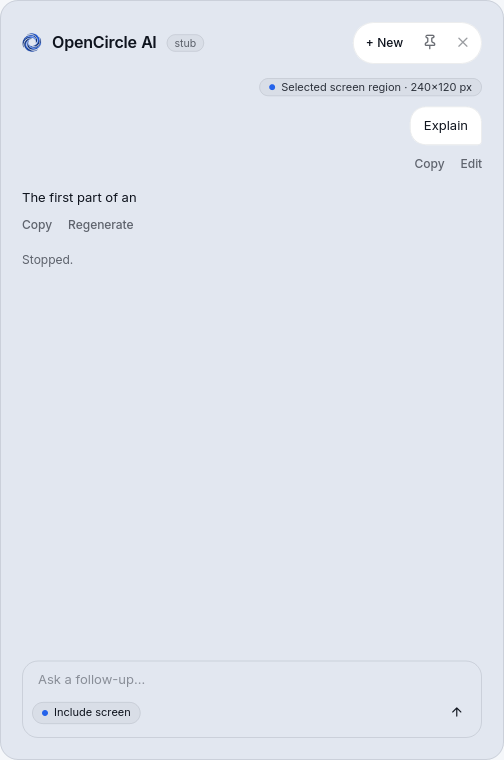 OpenCircle AI stub + New
Selected screen region · 240×120 px
Explain
Copy Edit
The first part of an
Copy Regenerate
Stopped.
Ask a follow-up...
Include screen